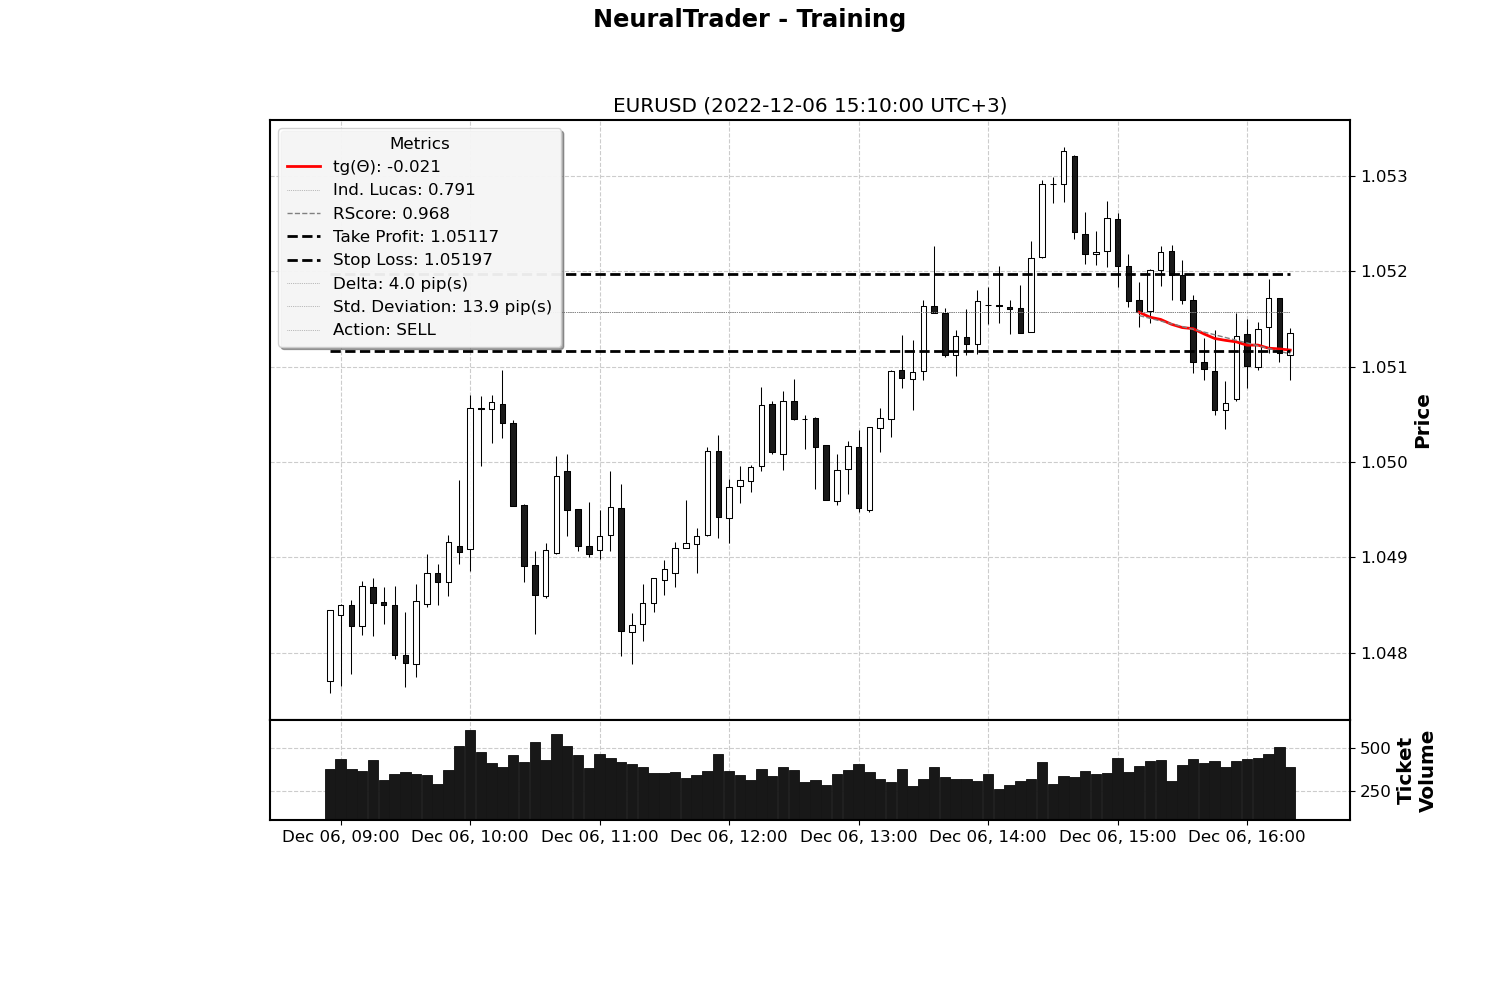 NeuralTrader - Training
EURUSD (2022-12-06 15:10:00 UTC+3)
Metrics
tg(Θ): -0.021
Ind. Lucas: 0.791
RScore: 0.968
Take Profit: 1.05117
Stop Loss: 1.05197
Delta: 4.0 pip(s)
Std. Deviation: 13.9 pip(s)
Action: SELL
1.053
1.052
1.051
1.050
1.049
1.048
Price
500
250
Ticket
Volume
Dec 06, 09:00 Dec 06, 10:00 Dec 06, 11:00 Dec 06, 12:00 Dec 06, 13:00 Dec 06, 14:00 Dec 06, 15:00 Dec 06, 16:00